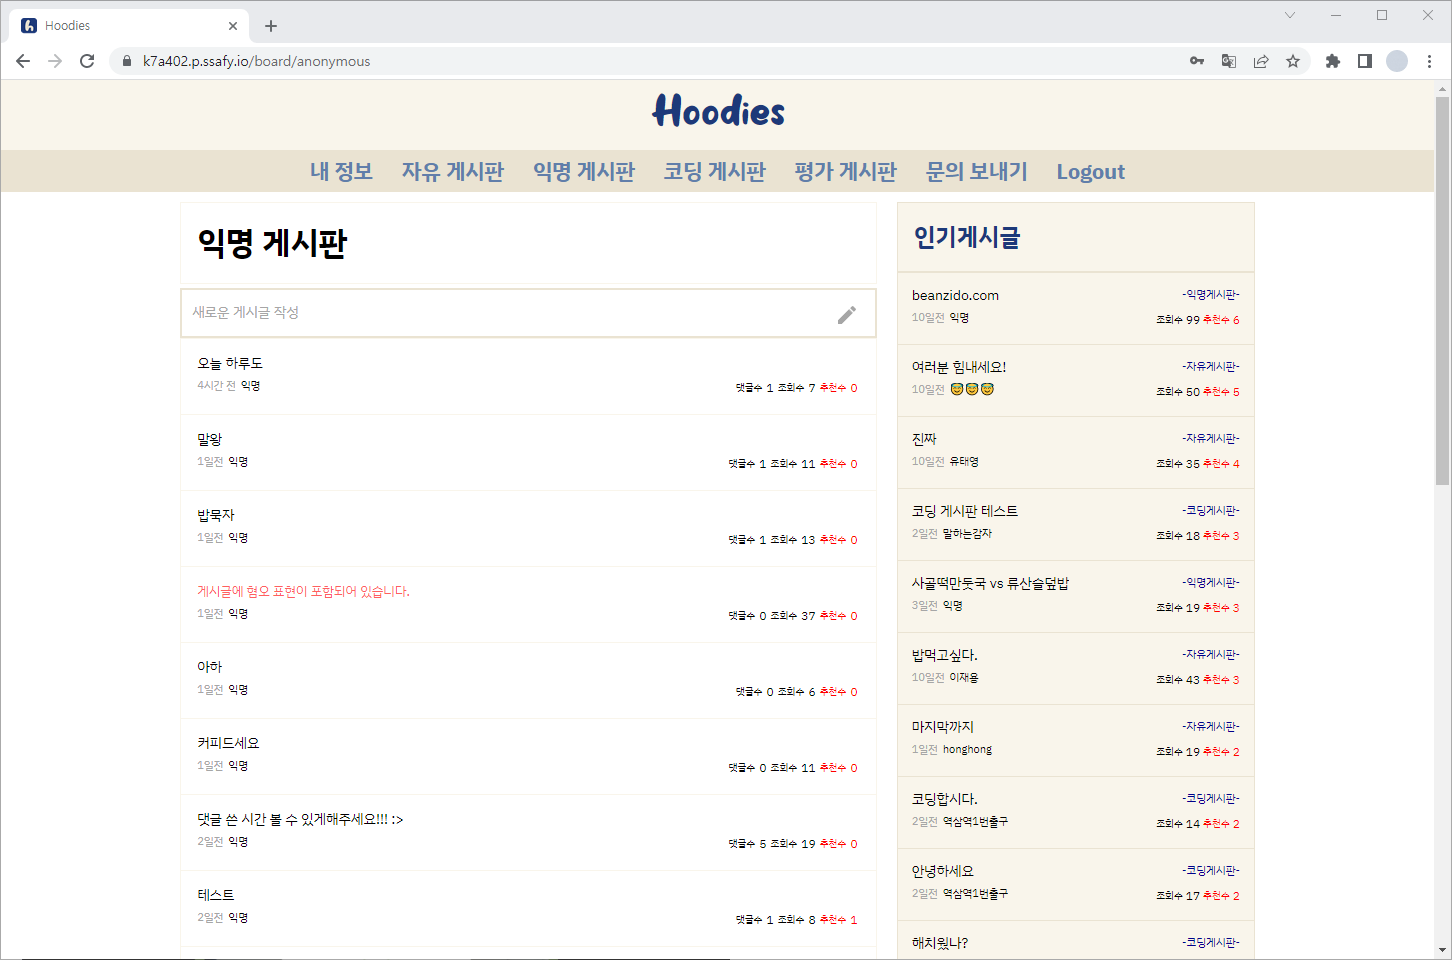 Hoodies
k7a402.p.ssafy.io/board/anonymous
Hoodies
내 정보 자유 게시판 익명 게시판 코딩 게시판 평가 게시판 문의 보내기 Logout
익명 게시판
새로운 게시글 작성
오늘 하루도
4시간 전 익명
댓글수 1 조회수 7 추천수 0
말왕
1일전 익명
댓글수 1 조회수 11 추천수 0
밥묵자
1일전 익명
댓글수 1 조회수 13 추천수 0
게시글에 혐오 표현이 포함되어 있습니다.
1일전 익명
댓글수 0 조회수 37 추천수 0
아하
1일전 익명
댓글수 0 조회수 6 추천수 0
커피드세요
1일전 익명
댓글수 0 조회수 11 추천수 0
댓글 쓴 시간 볼 수 있게해주세요!!! :>
2일전 익명
댓글수 5 조회수 19 추천수 0
테스트
2일전 익명
댓글수 1 조회수 8 추천수 1
인기게시글
beanzido.com
-익명게시판-
10일전 익명
조회수 99 추천수 6
여러분 힘내세요!
-자유게시판-
10일전 😇😇😇
조회수 50 추천수 5
진짜
-자유게시판-
10일전 유태영
조회수 35 추천수 4
코딩 게시판 테스트
-코딩게시판-
2일전 말하는감자
조회수 18 추천수 3
사골떡만둣국 vs 류산슬덮밥
-익명게시판-
3일전 익명
조회수 19 추천수 3
밥먹고싶다.
-자유게시판-
10일전 이재용
조회수 43 추천수 3
마지막까지
-자유게시판-
1일전 honghong
조회수 19 추천수 2
코딩합시다.
-코딩게시판-
2일전 역삼역1번출구
조회수 14 추천수 2
안녕하세요
-코딩게시판-
2일전 역삼역1번출구
조회수 17 추천수 2
해치웠나?
-코딩게시판-